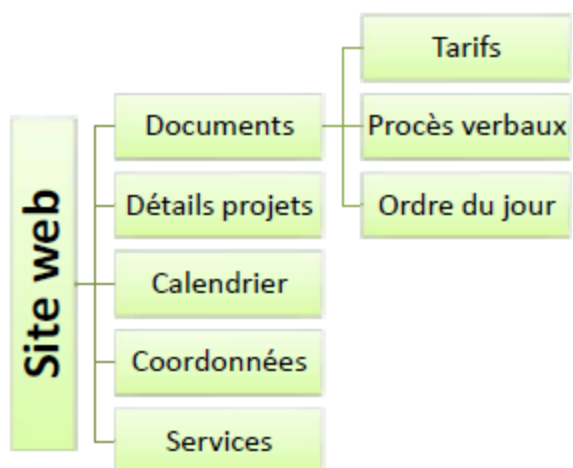 Site web
Documents
Tarifs
Procès verbaux
Ordre du jour
Détails projets
Calendrier
Coordonnées
Services